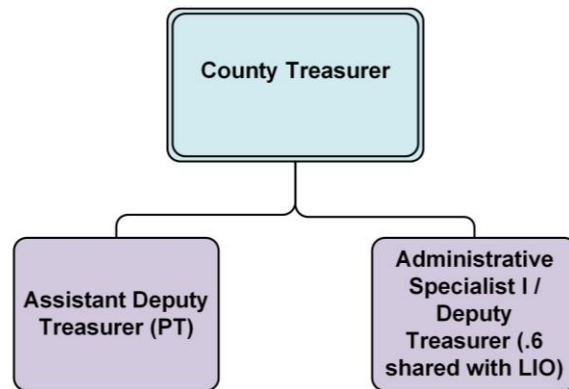 County Treasurer
Assistant Deputy
Treasurer (PT)
Administrative
Specialist I /
Deputy
Treasurer (.6
shared with LIO)